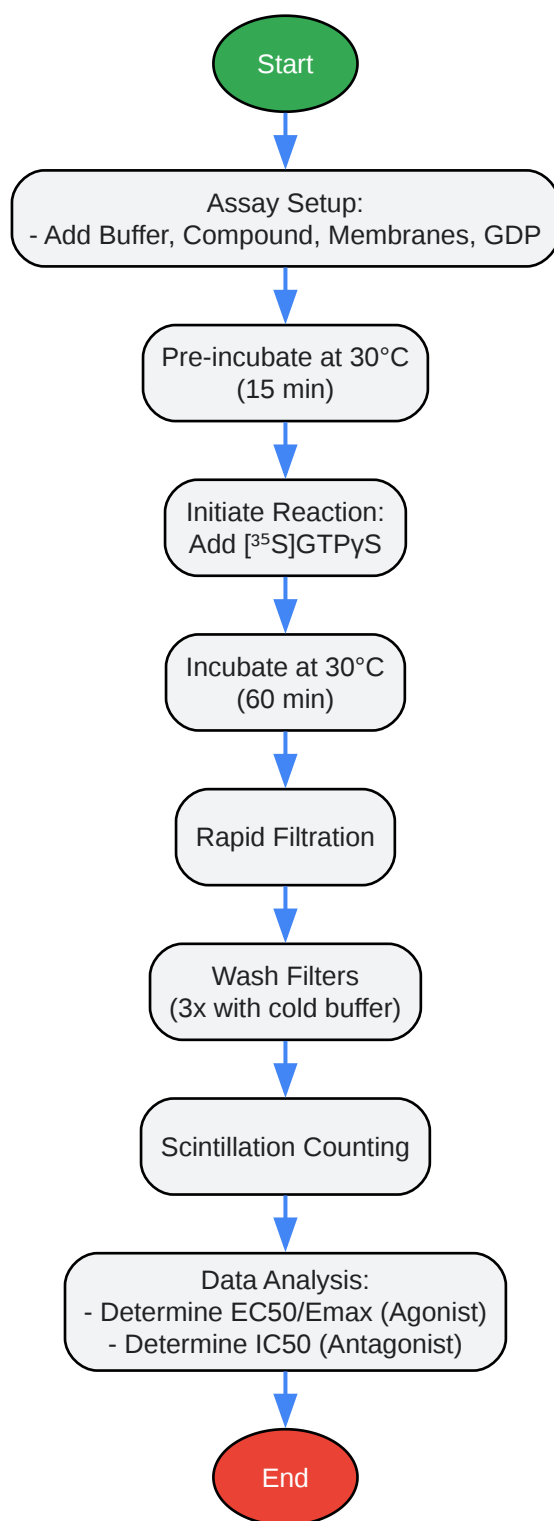 Start
Assay Setup:
- Add Buffer, Compound, Membranes, GDP
Pre-incubate at 30°C
(15 min)
Initiate Reaction:
Add [³⁵S]GTPγS
Incubate at 30°C
(60 min)
Rapid Filtration
Wash Filters
(3x with cold buffer)
Scintillation Counting
Data Analysis:
- Determine EC50/Emax (Agonist)
- Determine IC50 (Antagonist)
End